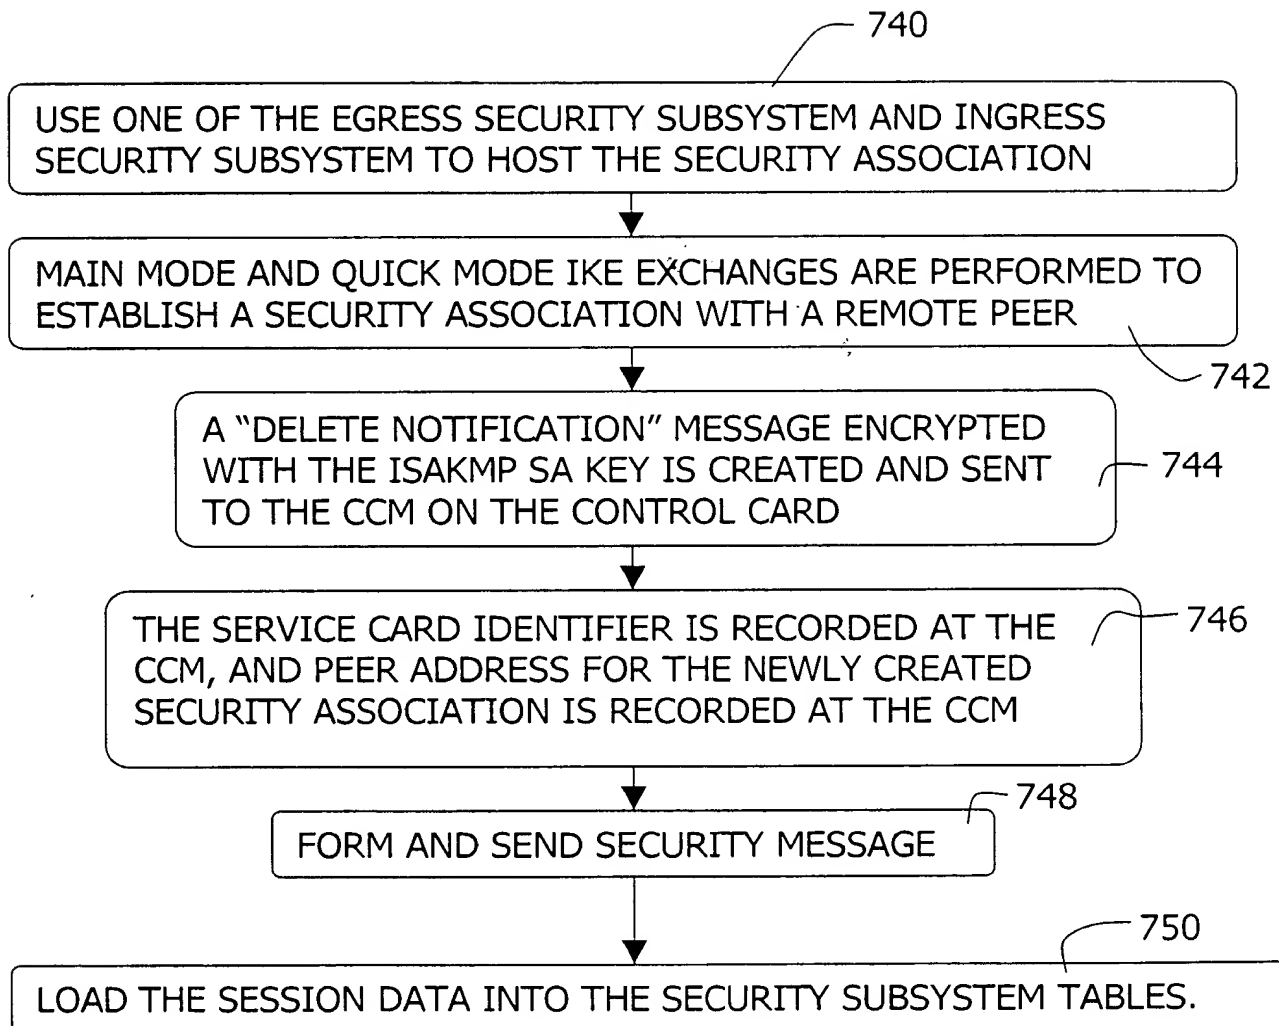 740
USE ONE OF THE EGRESS SECURITY SUBSYSTEM AND INGRESS
SECURITY SUBSYSTEM TO HOST THE SECURITY ASSOCIATION
MAIN MODE AND QUICK MODE IKE EXCHANGES ARE PERFORMED TO
ESTABLISH A SECURITY ASSOCIATION WITH A REMOTE PEER
742
A “DELETE NOTIFICATION” MESSAGE ENCRYPTED
WITH THE ISAKMP SA KEY IS CREATED AND SENT
TO THE CCM ON THE CONTROL CARD
744
THE SERVICE CARD IDENTIFIER IS RECORDED AT THE
CCM, AND PEER ADDRESS FOR THE NEWLY CREATED
SECURITY ASSOCIATION IS RECORDED AT THE CCM
746
748
FORM AND SEND SECURITY MESSAGE
750
LOAD THE SESSION DATA INTO THE SECURITY SUBSYSTEM TABLES.